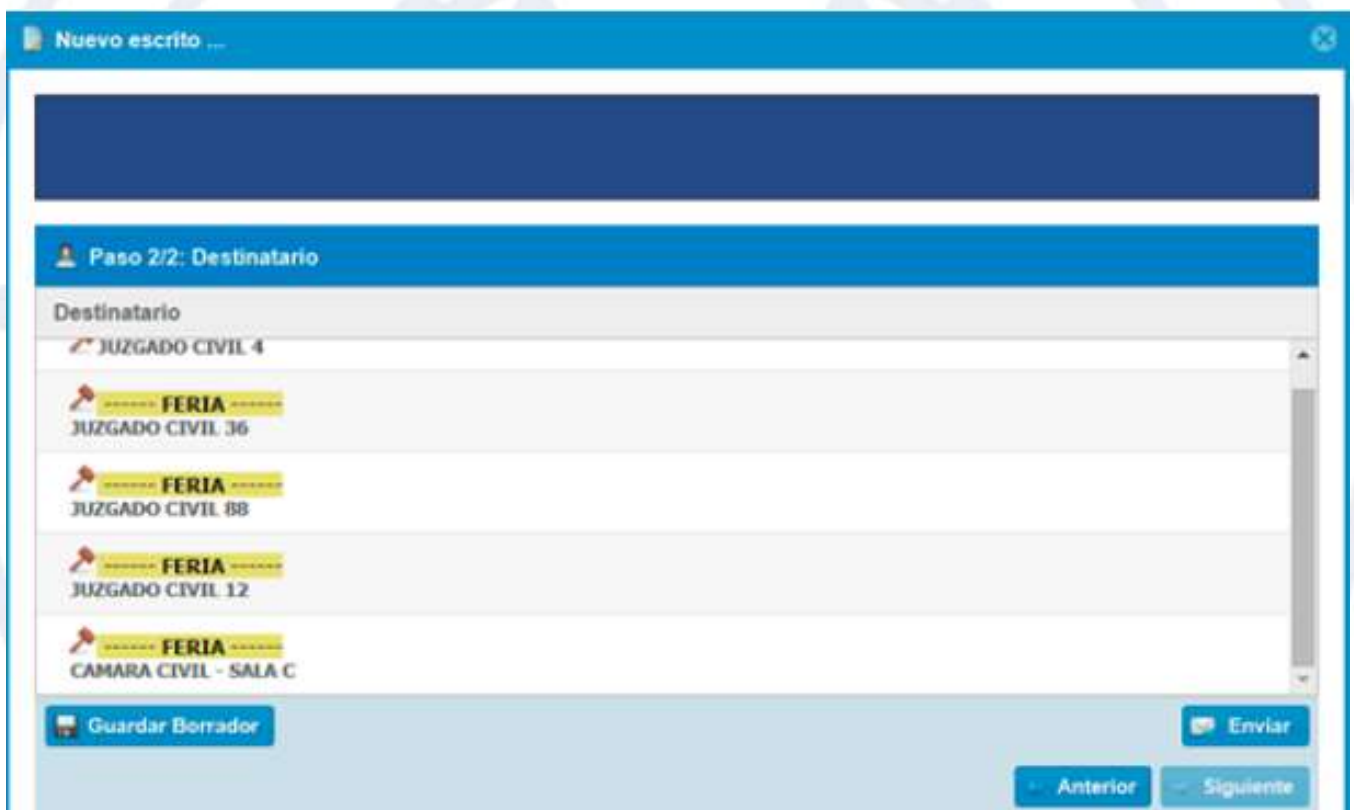 Nuevo escrito ...
Paso 2/2: Destinatario
Destinatario
JUZGADO CIVIL 4
------ FERIA ------
JUZGADO CIVIL 36
------ FERIA ------
JUZGADO CIVIL 88
------ FERIA ------
JUZGADO CIVIL 12
------ FERIA ------
CAMARA CIVIL - SALA C
Guardar Borrador
Enviar
Anterior
Siguiente